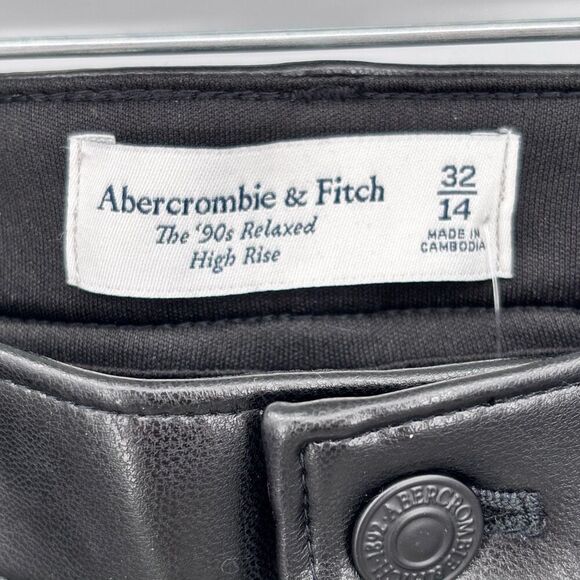 Abercrombie & Fitch
The '90s Relaxed
High Rise
32
14
MADE IN
CAMBODIA
1892 ABERCROMBIE &